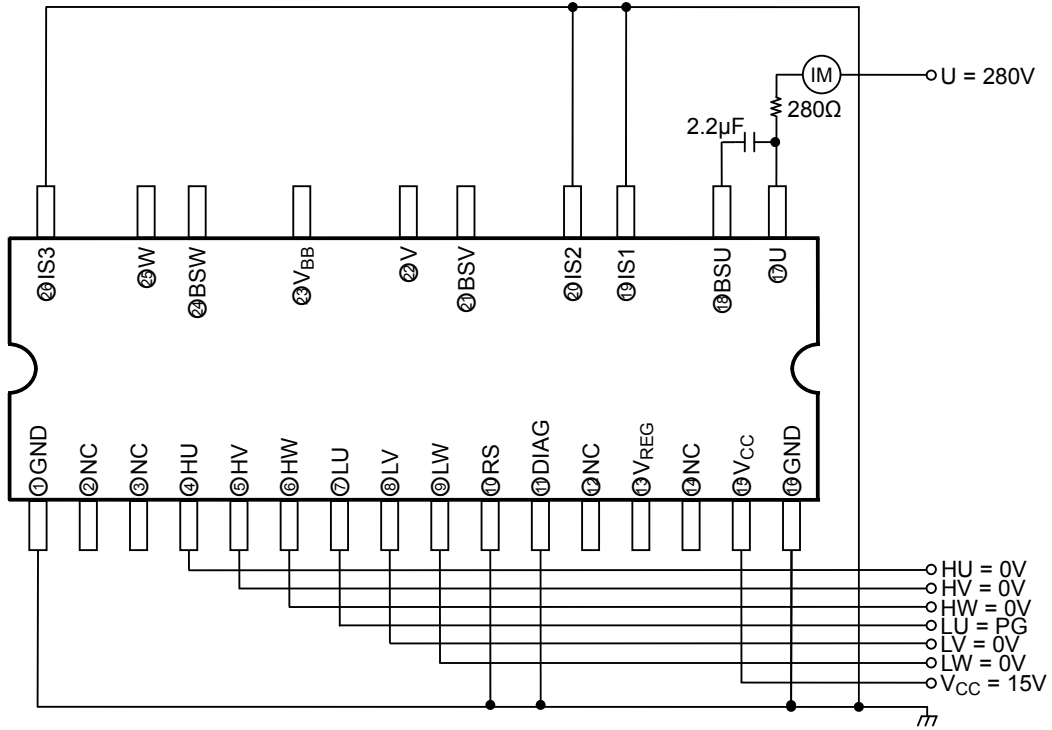 IM
U = 280V
280Ω
2.2μF
㉖IS3
㉕W
㉔BSW
㉓VBB
㉒V
㉑BSV
⑳IS2
⑲IS1
⑱BSU
⑰U
①GND
②NC
③NC
④HU
⑤HV
⑥HW
⑦LU
⑧LV
⑨LW
⑩RS
⑪DIAG
⑫NC
⑬VREG
⑭NC
⑮VCC
⑯GND
HU = 0V
HV = 0V
HW = 0V
LU = PG
LV = 0V
LW = 0V
VCC = 15V